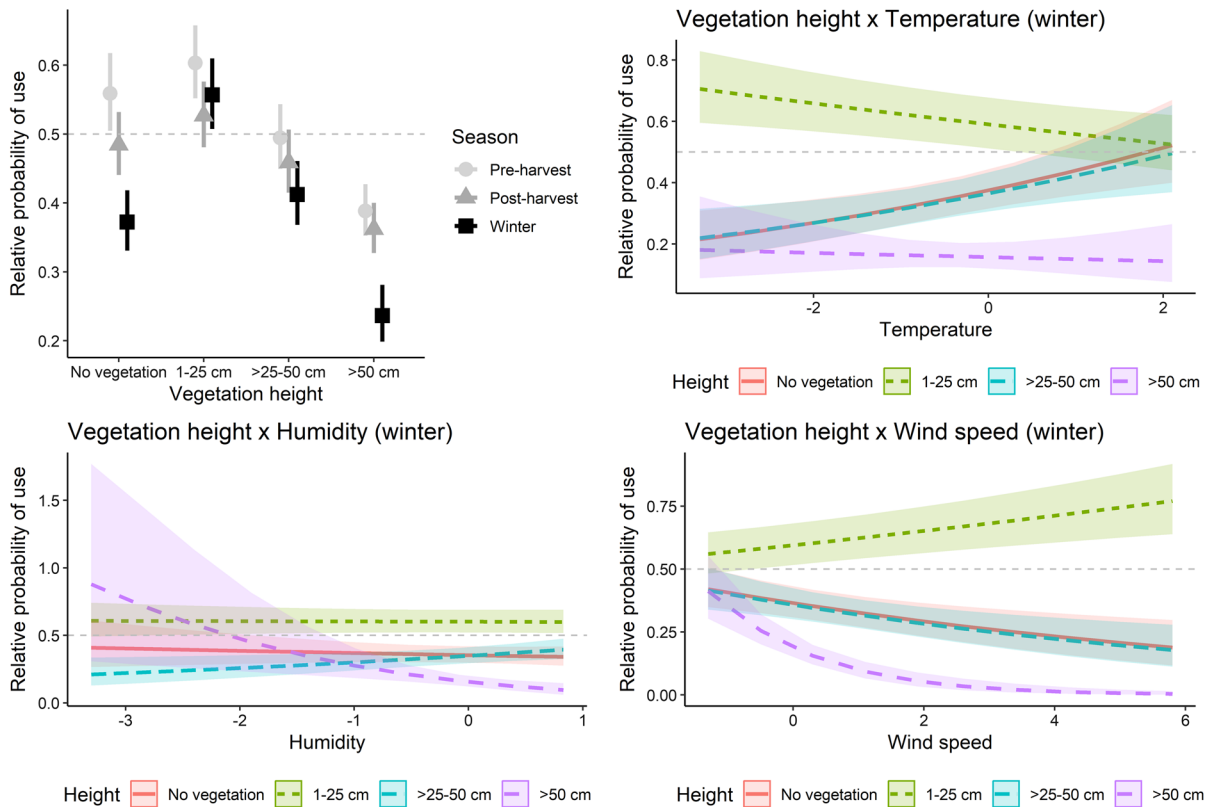 Relative probability of use
0.6
0.5
0.4
0.3
0.2
No vegetation 1-25 cm >25-50 cm >50 cm
Vegetation height
Season
Pre-harvest
Post-harvest
Winter
Vegetation height x Temperature (winter)
Relative probability of use
0.8
0.6
0.4
0.2
-2 0 2
Temperature
Height No vegetation 1-25 cm >25-50 cm >50 cm
Vegetation height x Humidity (winter)
Relative probability of use
1.5
1.0
0.5
0.0
-3 -2 -1 0 1
Humidity
Height No vegetation 1-25 cm >25-50 cm >50 cm
Vegetation height x Wind speed (winter)
Relative probability of use
0.75
0.50
0.25
0.00
0 2 4 6
Wind speed
Height No vegetation 1-25 cm >25-50 cm >50 cm